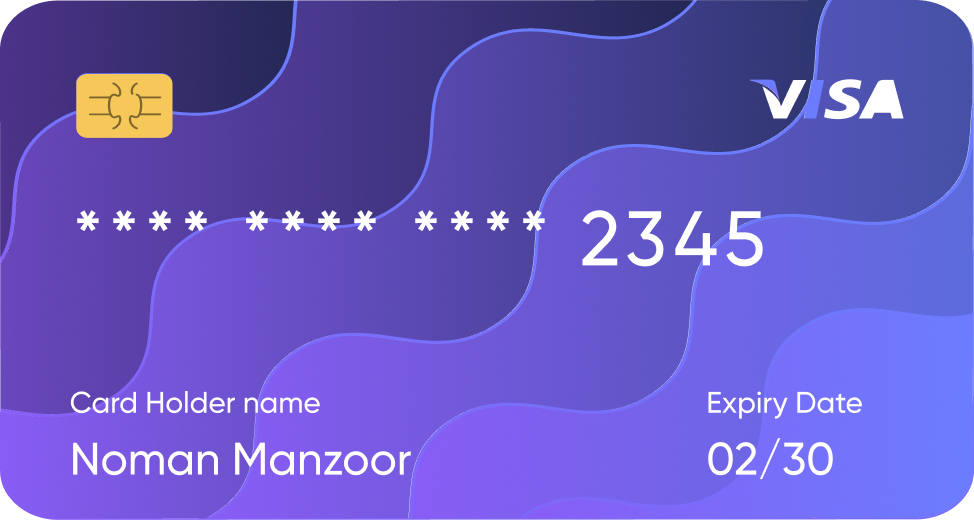 VISA
**** **** **** 2345
Card Holder name
Expiry Date
Noman Manzoor
02/30